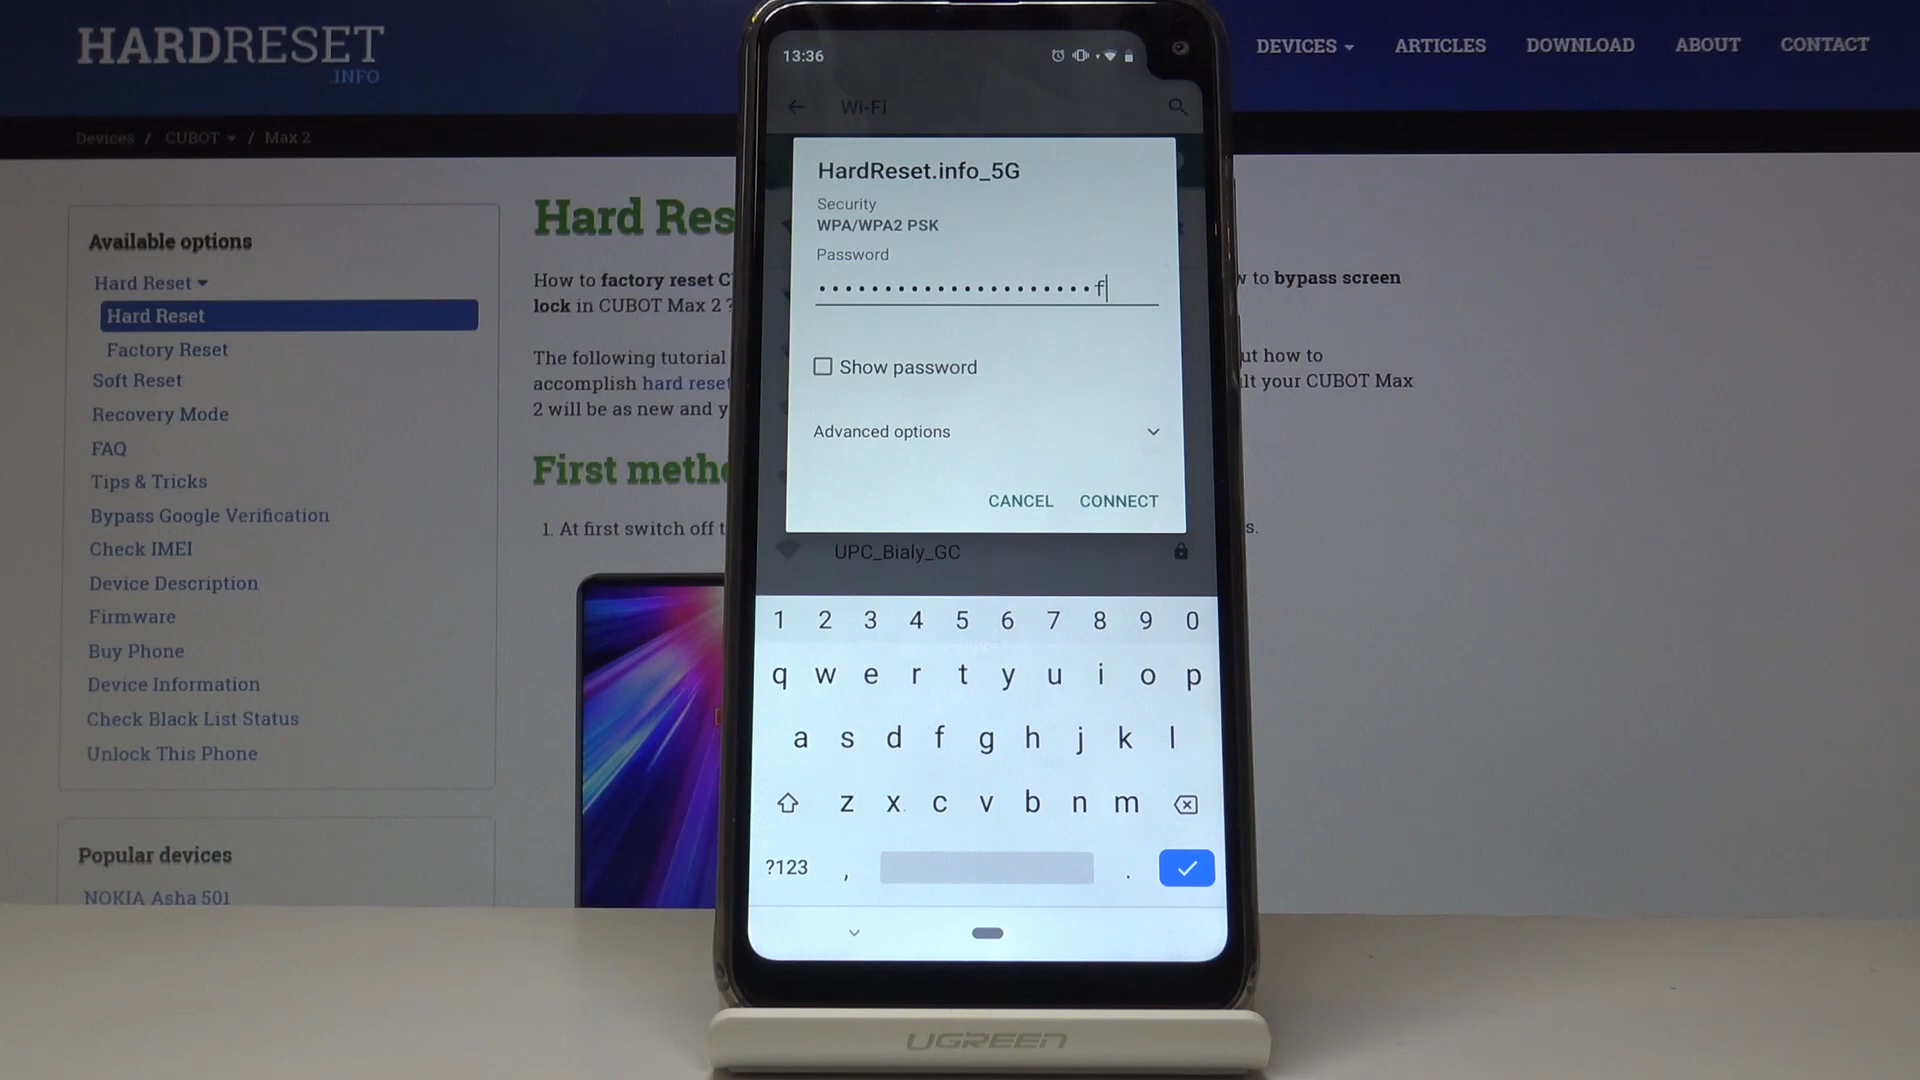 HARDRESET
.INFO
DEVICES
ARTICLES
DOWNLOAD
ABOUT
CONTACT
Devices / CUBOT / Max 2
Available options
Hard Reset
Hard Reset
Factory Reset
Soft Reset
Recovery Mode
FAQ
Tips & Tricks
Bypass Google Verification
Check IMEI
Device Description
Firmware
Buy Phone
Device Information
Check Black List Status
Unlock This Phone
Popular devices
NOKIA Asha 501
Hard Res
How to factory reset C
lock in CUBOT Max 2 ?
The following tutorial
accomplish hard reset
2 will be as new and y
First metho
1. At first switch off t
to bypass screen
ut how to
lt your CUBOT Max
s.
13:36
Wi-Fi
HardReset.info_5G
Security
WPA/WPA2 PSK
Password
••••••••••••••••••••••f
Show password
Advanced options
CANCEL CONNECT
UPC_Bialy_GC
1 2 3 4 5 6 7 8 9 0
q w e r t y u i o p
a s d f g h j k l
z x c v b n m
?123 , .
UGREEN